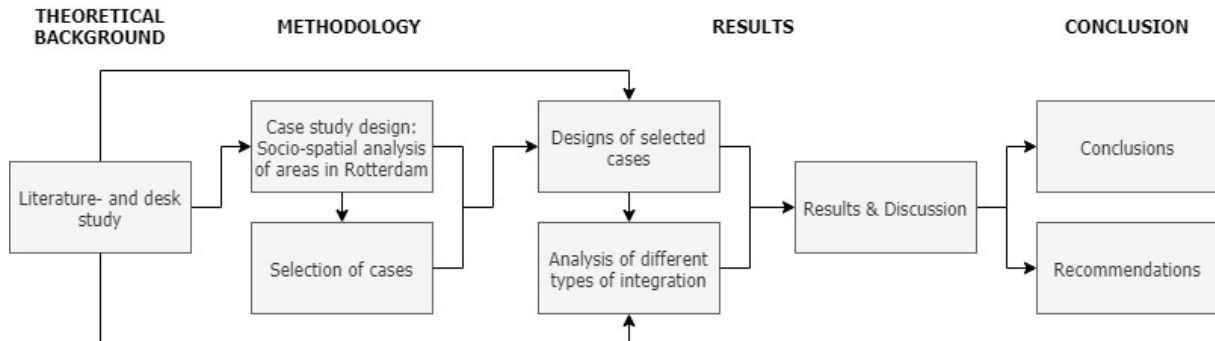 THEORETICAL
BACKGROUND
METHODOLOGY
RESULTS
CONCLUSION
Literature- and desk
study
Case study design:
Socio-spatial analysis
of areas in Rotterdam
Selection of cases
Designs of selected
cases
Analysis of different
types of integration
Results & Discussion
Conclusions
Recommendations